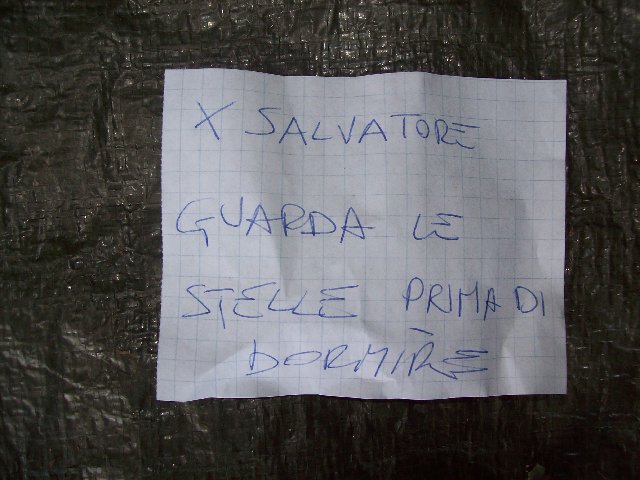 X SALVATORE
GUARDA LE
STELLE PRIMA DI
DORMIRE